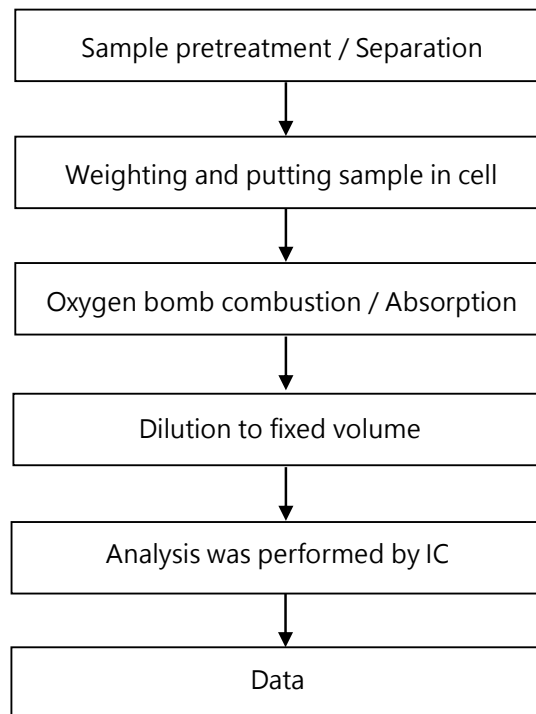 Sample pretreatment / Separation
Weighting and putting sample in cell
Oxygen bomb combustion / Absorption
Dilution to fixed volume
Analysis was performed by IC
Data